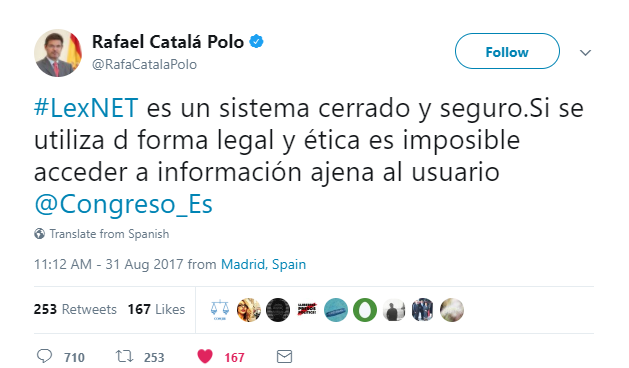 Rafael Catalá Polo
@RafaCatalaPolo
Follow
#LexNET es un sistema cerrado y seguro.Si se
utiliza d forma legal y ética es imposible
acceder a información ajena al usuario
@Congreso_Es
Translate from Spanish
11:12 AM - 31 Aug 2017 from Madrid, Spain
253 Retweets 167 Likes
710 253 167